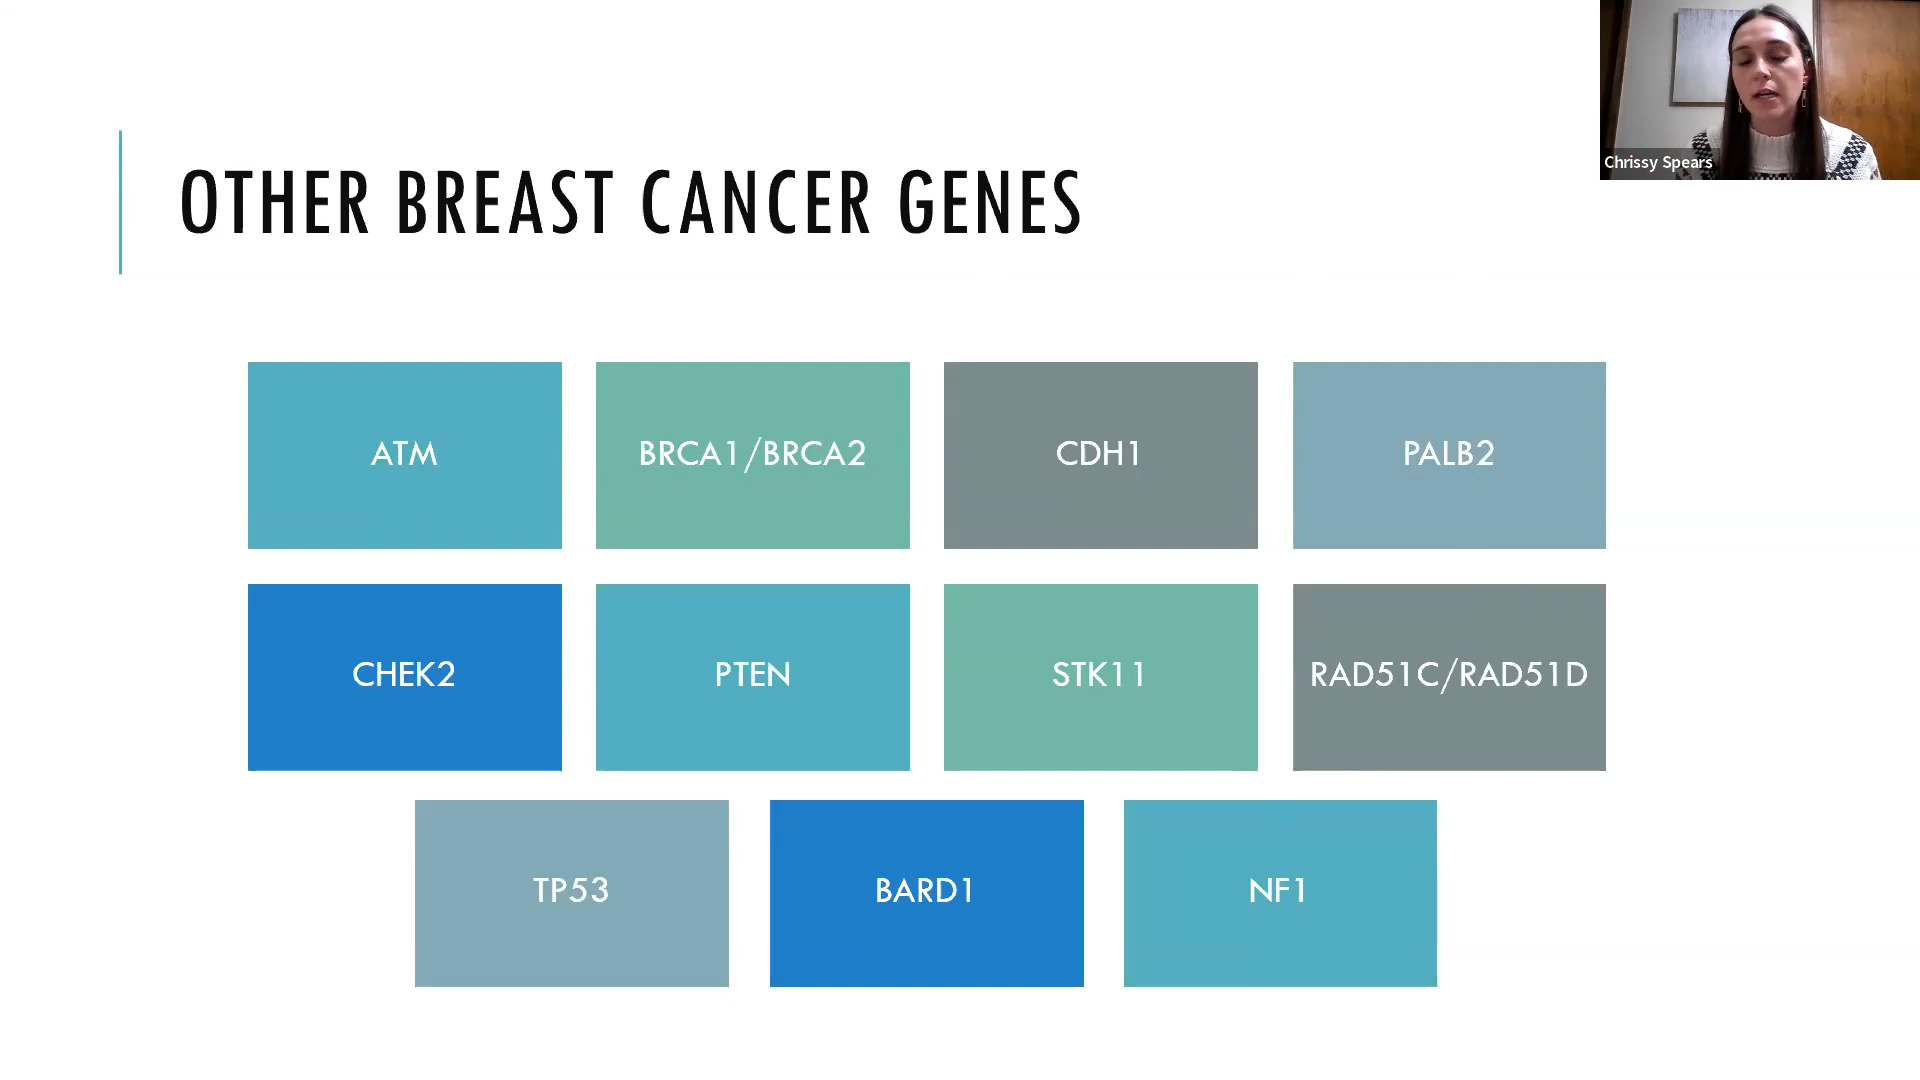 Chrissy Spears
OTHER BREAST CANCER GENES
ATM
BRCA1/BRCA2
CDH1
PALB2
CHEK2
PTEN
STK11
RAD51C/RAD51D
TP53
BARD1
NF1